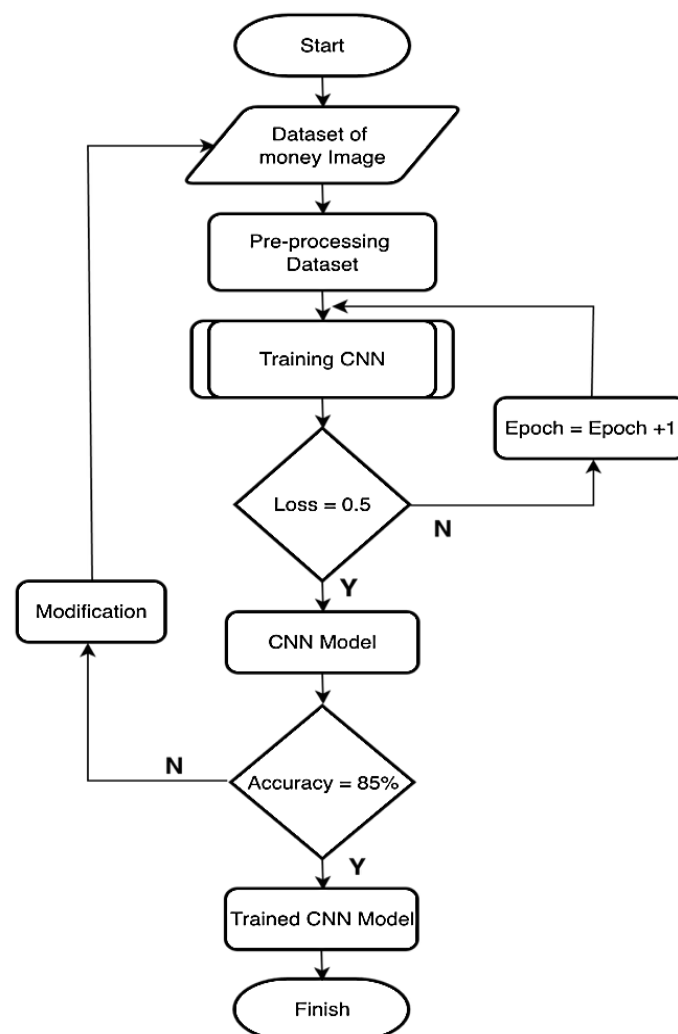 Start
Dataset of
money Image
Pre-processing
Dataset
Training CNN
Epoch = Epoch +1
Loss = 0.5
N
Y
Modification
CNN Model
N
Accuracy = 85%
Y
Trained CNN Model
Finish